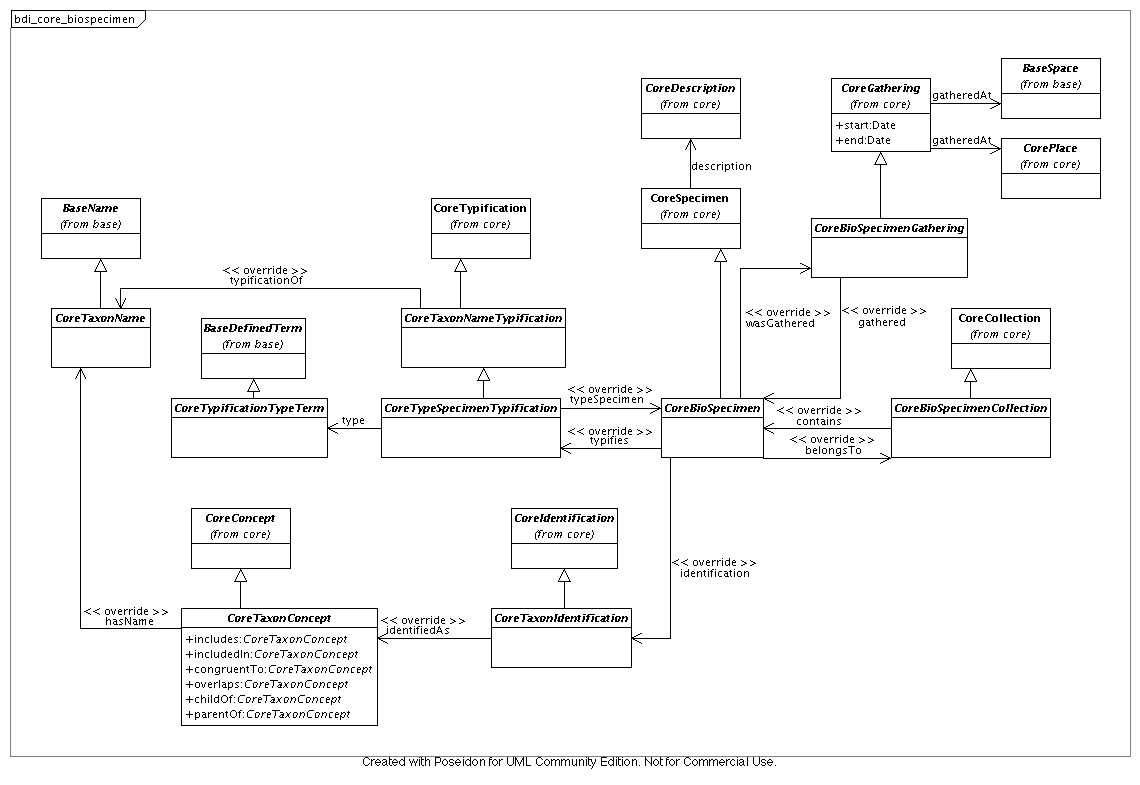 bdi_core_biospecimen
BaseSpace
(from base)
CoreDescription
(from core)
CoreGathering
(from core)
+start:Date
+end:Date
gatheredAt
gatheredAt
CorePlace
(from core)
description
CoreSpecimen
(from core)
BaseName
(from base)
CoreTypification
(from core)
CoreBioSpecimenGathering
<< override >>
typificationOf
CoreTaxonName
BaseDefinedTerm
(from base)
CoreTaxonNameTypification
<< override >>
wasGathered
<< override >>
gathered
CoreCollection
(from core)
CoreTypificationTypeTerm
type
CoreTypeSpecimenTypification
<< override >>
typeSpecimen
<< override >>
typifies
CoreBioSpecimen
<< override >>
contains
<< override >>
belongsTo
CoreBioSpecimenCollection
CoreConcept
(from core)
CoreIdentification
(from core)
<< override >>
identification
<< override >>
hasName
CoreTaxonConcept
+includes:CoreTaxonConcept
+includedIn:CoreTaxonConcept
+congruentTo:CoreTaxonConcept
+overlaps:CoreTaxonConcept
+childOf:CoreTaxonConcept
+parentOf:CoreTaxonConcept
<< override >>
identifiedAs
CoreTaxonIdentification
Created with Poseidon for UML Community Edition. Not for Commercial Use.